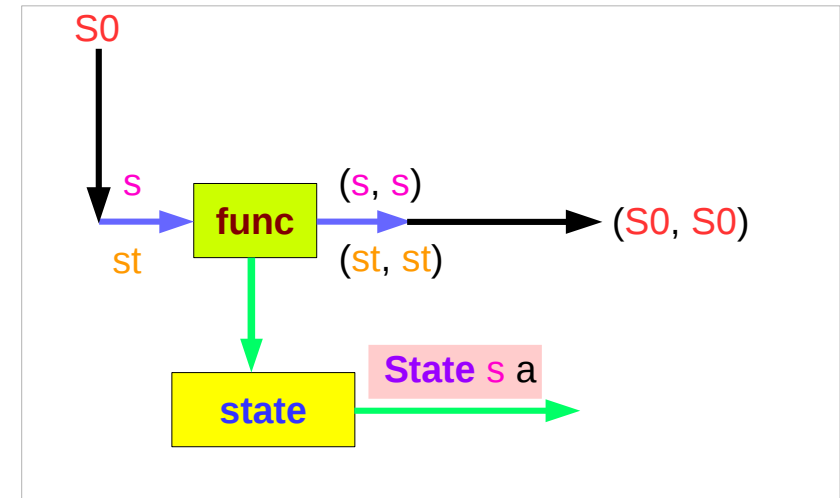 S0
s
(s, s)
func
(S0, S0)
st
(st, st)
State s a
state